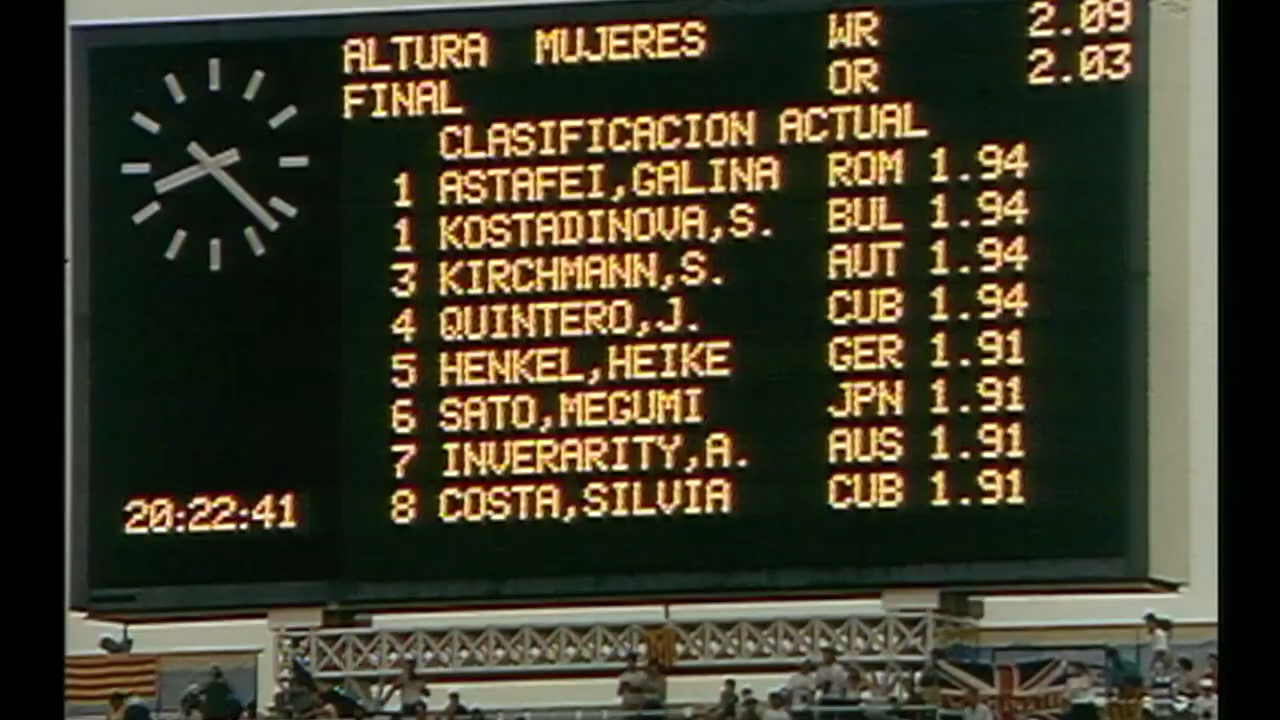 ALTURA MUJERES WR 2.09
FINAL OR 2.03
CLASIFICACION ACTUAL
1 ASTAFEI,GALINA ROM 1.94
1 KOSTADINOVA,S. BUL 1.94
3 KIRCHMANN,S. AUT 1.94
4 QUINTERO,J. CUB 1.94
5 HENKEL,HEIKE GER 1.91
6 SATO,MEGUMI JPN 1.91
7 INVERARITY,A. AUS 1.91
8 COSTA,SILVIA CUB 1.91
20:22:41